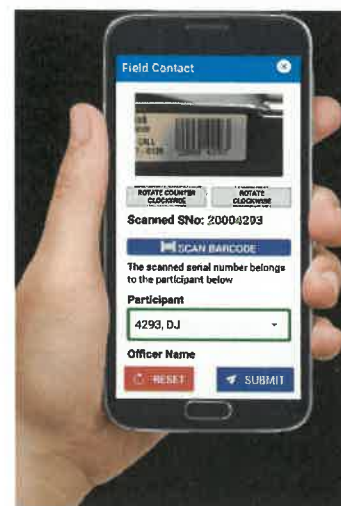 Field Contact
CALL
ROTATE COUNTER
CLOCKWISE
ROTATE
CLOCKWISE
Scanned SNo: 20004293
SCAN BARCODE
The scanned serial number belongs
to the participant below
Participant
4293, DJ
Officer Name
RESET
SUBMIT